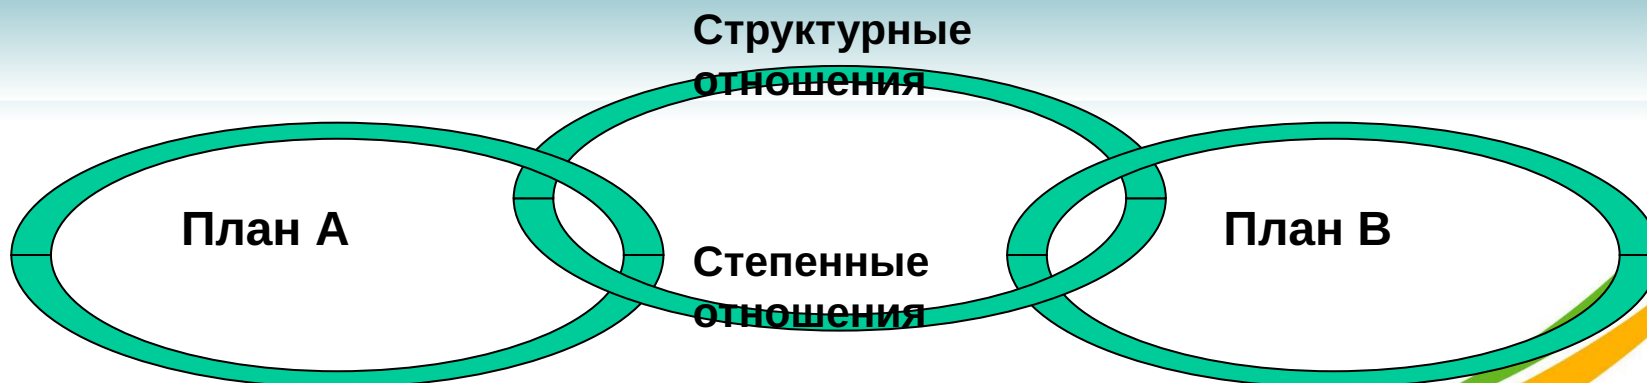 Структурные
отношения
План А
План В
Степенные
отношения